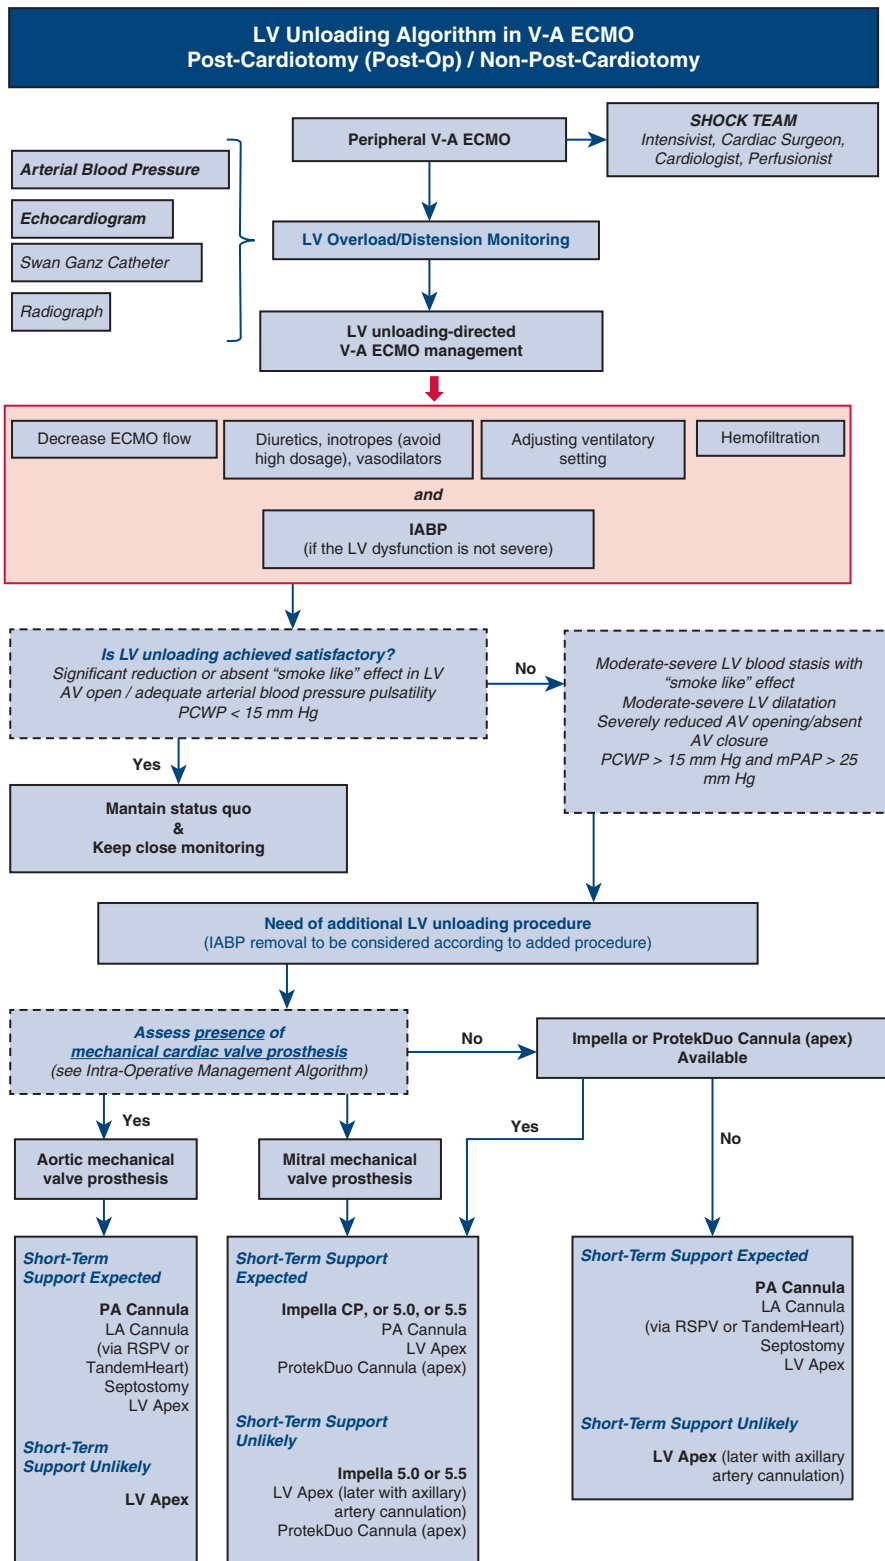 LV Unloading Algorithm in V-A ECMO
Post-Cardiotomy (Post-Op) / Non-Post-Cardiotomy
Peripheral V-A ECMO
SHOCK TEAM
Intensivist, Cardiac Surgeon,
Cardiologist, Perfusionist
Arterial Blood Pressure
Echocardiogram
Swan Ganz Catheter
Radiograph
LV Overload/Distension Monitoring
LV unloading-directed
V-A ECMO management
Decrease ECMO flow
Diuretics, inotropes (avoid
high dosage), vasodilators
Adjusting ventilatory
setting
Hemofiltration
and
IABP
(if the LV dysfunction is not severe)
Is LV unloading achieved satisfactory?
Significant reduction or absent “smoke like” effect in LV
AV open / adequate arterial blood pressure pulsatility
PCWP < 15 mm Hg
No
Moderate-severe LV blood stasis with
“smoke like” effect
Moderate-severe LV dilatation
Severely reduced AV opening/absent
AV closure
PCWP > 15 mm Hg and mPAP > 25
mm Hg
Yes
Mantain status quo
&
Keep close monitoring
Need of additional LV unloading procedure
(IABP removal to be considered according to added procedure)
Assess presence of
mechanical cardiac valve prosthesis
(see Intra-Operative Management Algorithm)
No
Impella or ProtekDuo Cannula (apex)
Available
Yes
Yes
No
Aortic mechanical
valve prosthesis
Mitral mechanical
valve prosthesis
Short-Term
Support Expected
PA Cannula
LA Cannula
(via RSPV or
TandemHeart)
Septostomy
LV Apex
Short-Term
Support Unlikely
LV Apex
Short-Term Support
Expected
Impella CP, or 5.0, or 5.5
PA Cannula
LV Apex
ProtekDuo Cannula (apex)
Short-Term Support
Unlikely
Impella 5.0 or 5.5
LV Apex (later with axillary)
artery cannulation)
ProtekDuo Cannula (apex)
Short-Term Support Expected
PA Cannula
LA Cannula
(via RSPV or TandemHeart)
Septostomy
LV Apex
Short-Term Support Unlikely
LV Apex (later with axillary
artery cannulation)